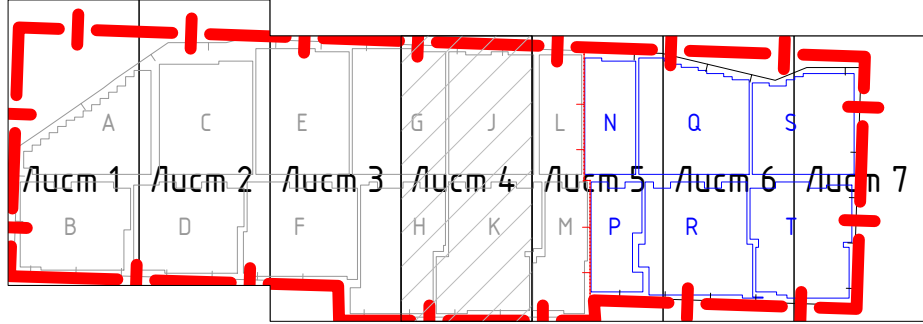 A C E G J L N Q S
Лист 1 Лист 2 Лист 3 Лист 4 Лист 5 Лист 6 Лист 7
B D F H K M P R T